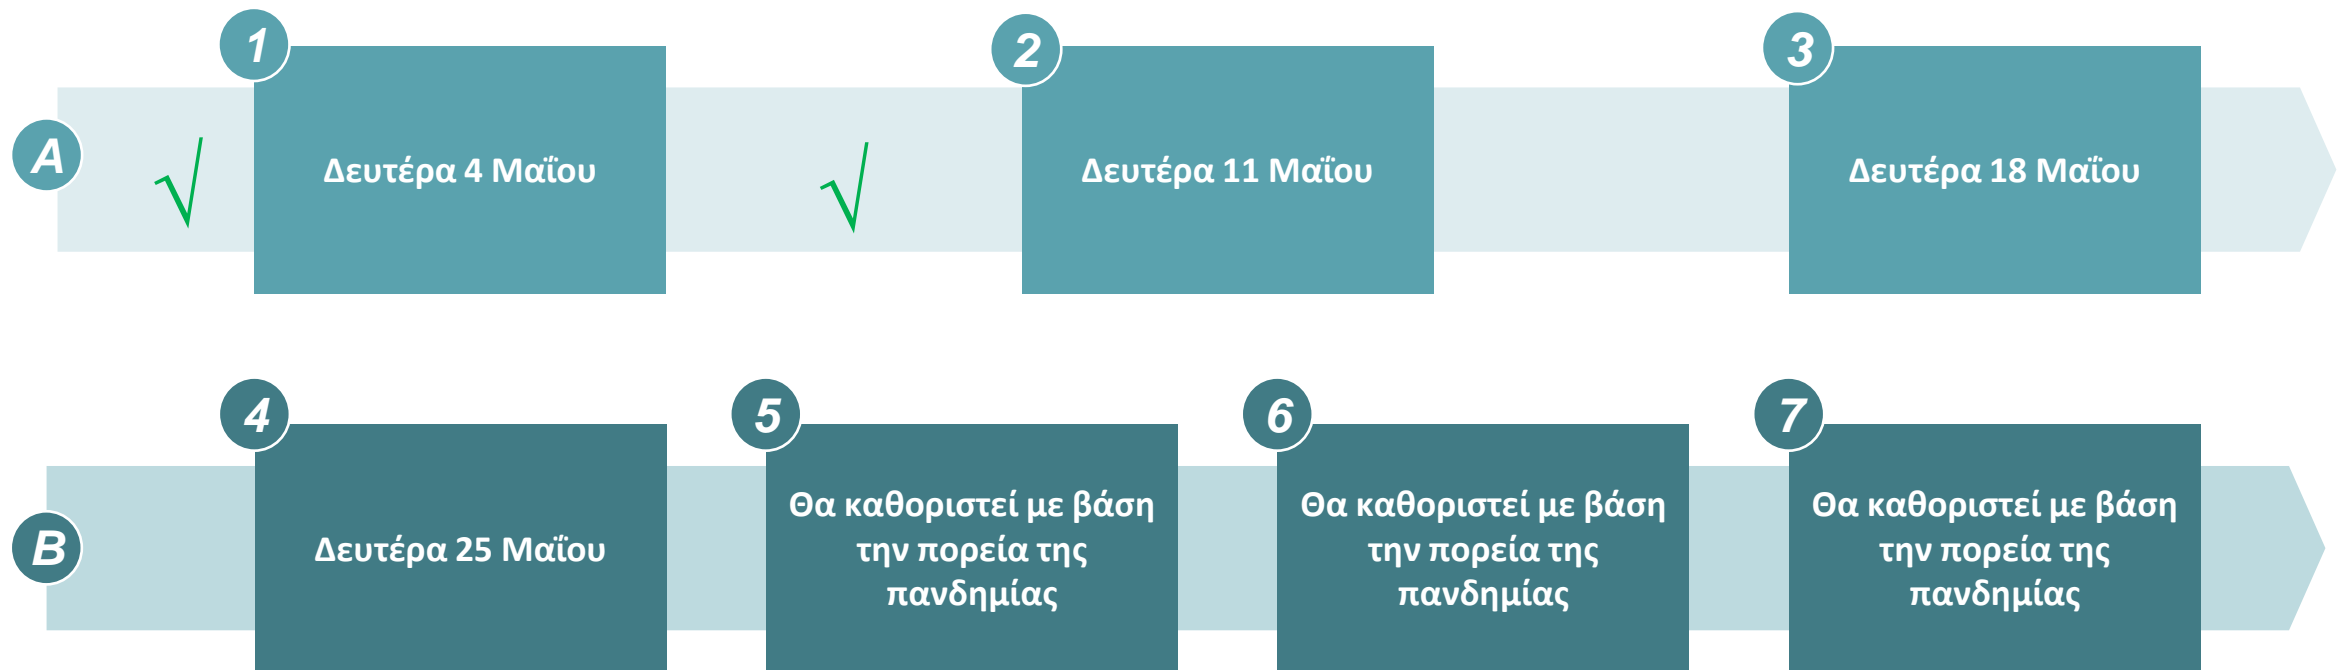 1
2
3
A
√
Δευτέρα 4 Μαΐου
√
Δευτέρα 11 Μαΐου
Δευτέρα 18 Μαΐου
4
5
6
7
B
Δευτέρα 25 Μαΐου
Θα καθοριστεί με βάση
την πορεία της
πανδημίας
Θα καθοριστεί με βάση
την πορεία της
πανδημίας
Θα καθοριστεί με βάση
την πορεία της
πανδημίας